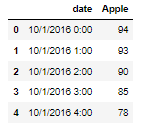 date Apple
0 10/1/2016 0:00 94
1 10/1/2016 1:00 93
2 10/1/2016 2:00 90
3 10/1/2016 3:00 85
4 10/1/2016 4:00 78